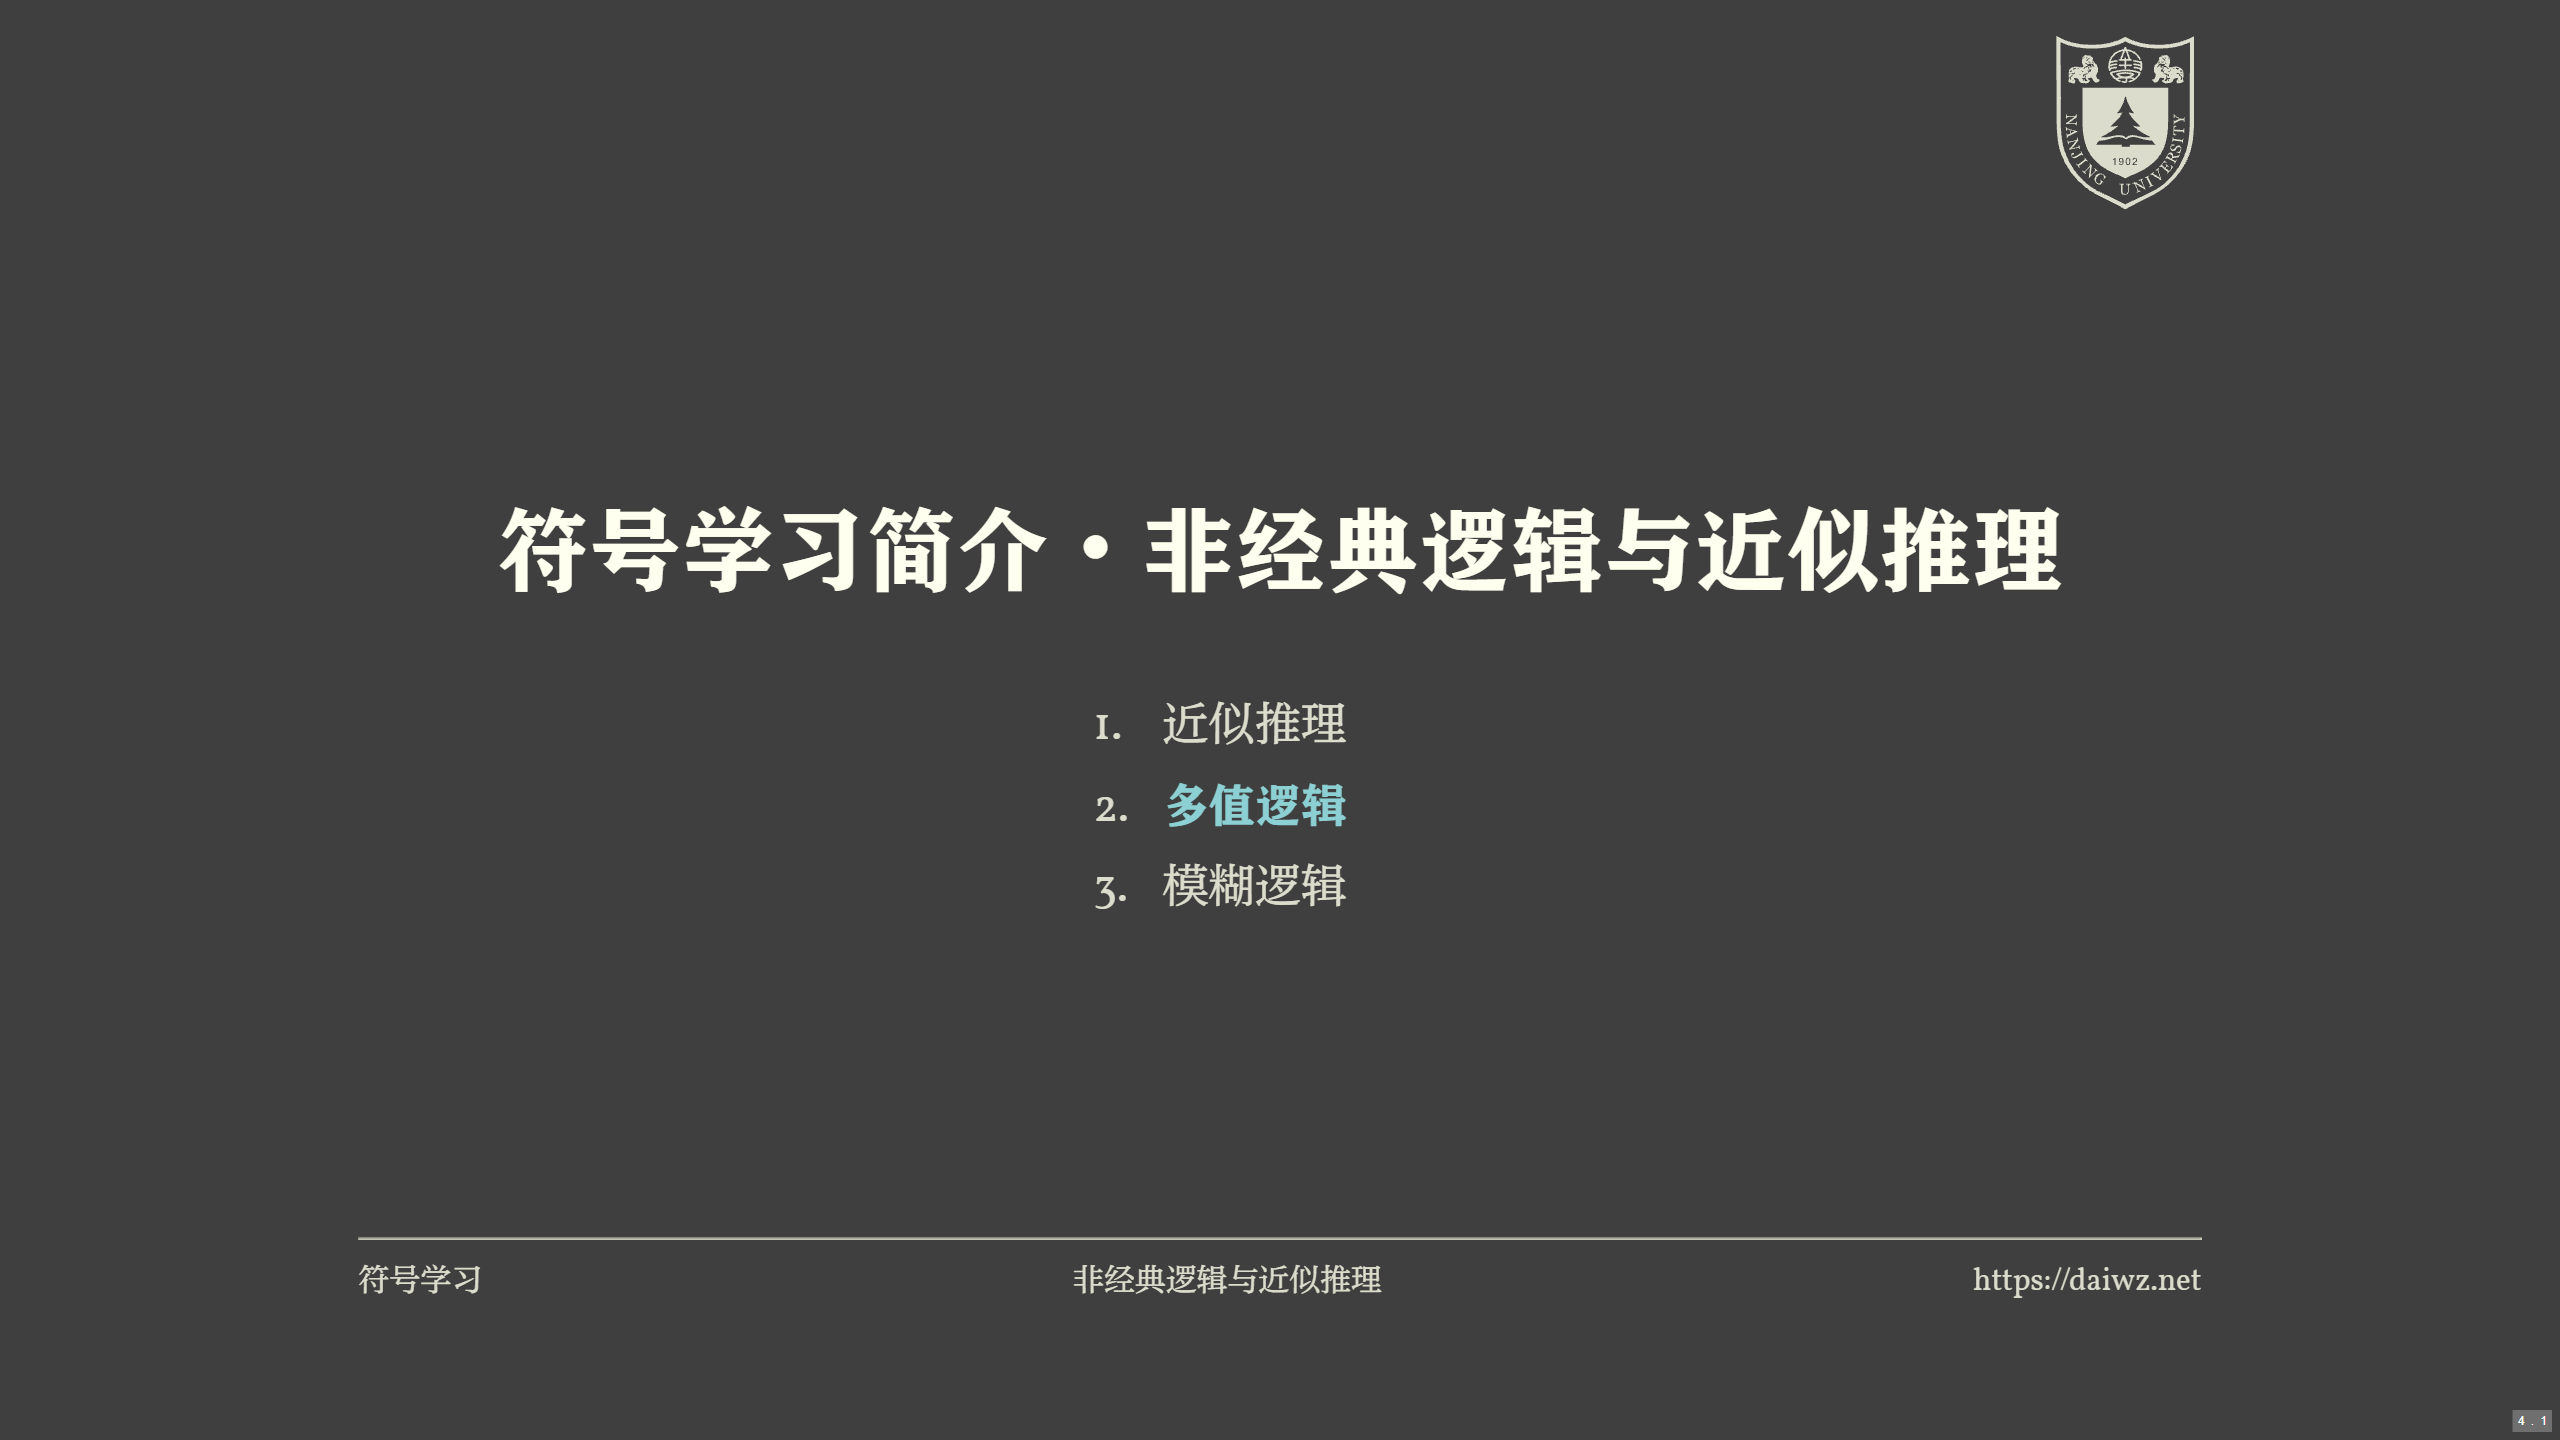 NANJING UNIVERSITY
1902
符号学习简介・非经典逻辑与近似推理
1. 近似推理
2. 多值逻辑
3. 模糊逻辑
符号学习
非经典逻辑与近似推理
https://daiwz.net
4.1